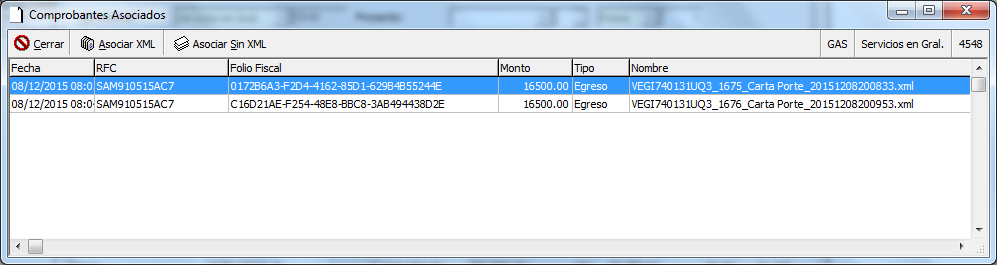 Comprobantes Asociados
Cerrar Asociar XML Asociar Sin XML GAS Servicios en Gral. 4548
Fecha RFC Folio Fiscal Monto Tipo Nombre
08/12/2015 08:0 SAM910515AC7 0172B6A3-F2D4-4162-85D1-629B4B55244E 16500.00 Egreso VEGI740131UQ3_1675_Carta Porte_20151208200833.xml
08/12/2015 08:0 SAM910515AC7 C16D21AE-F254-48E8-BBC8-3AB494438D2E 16500.00 Egreso VEGI740131UQ3_1676_Carta Porte_20151208200953.xml